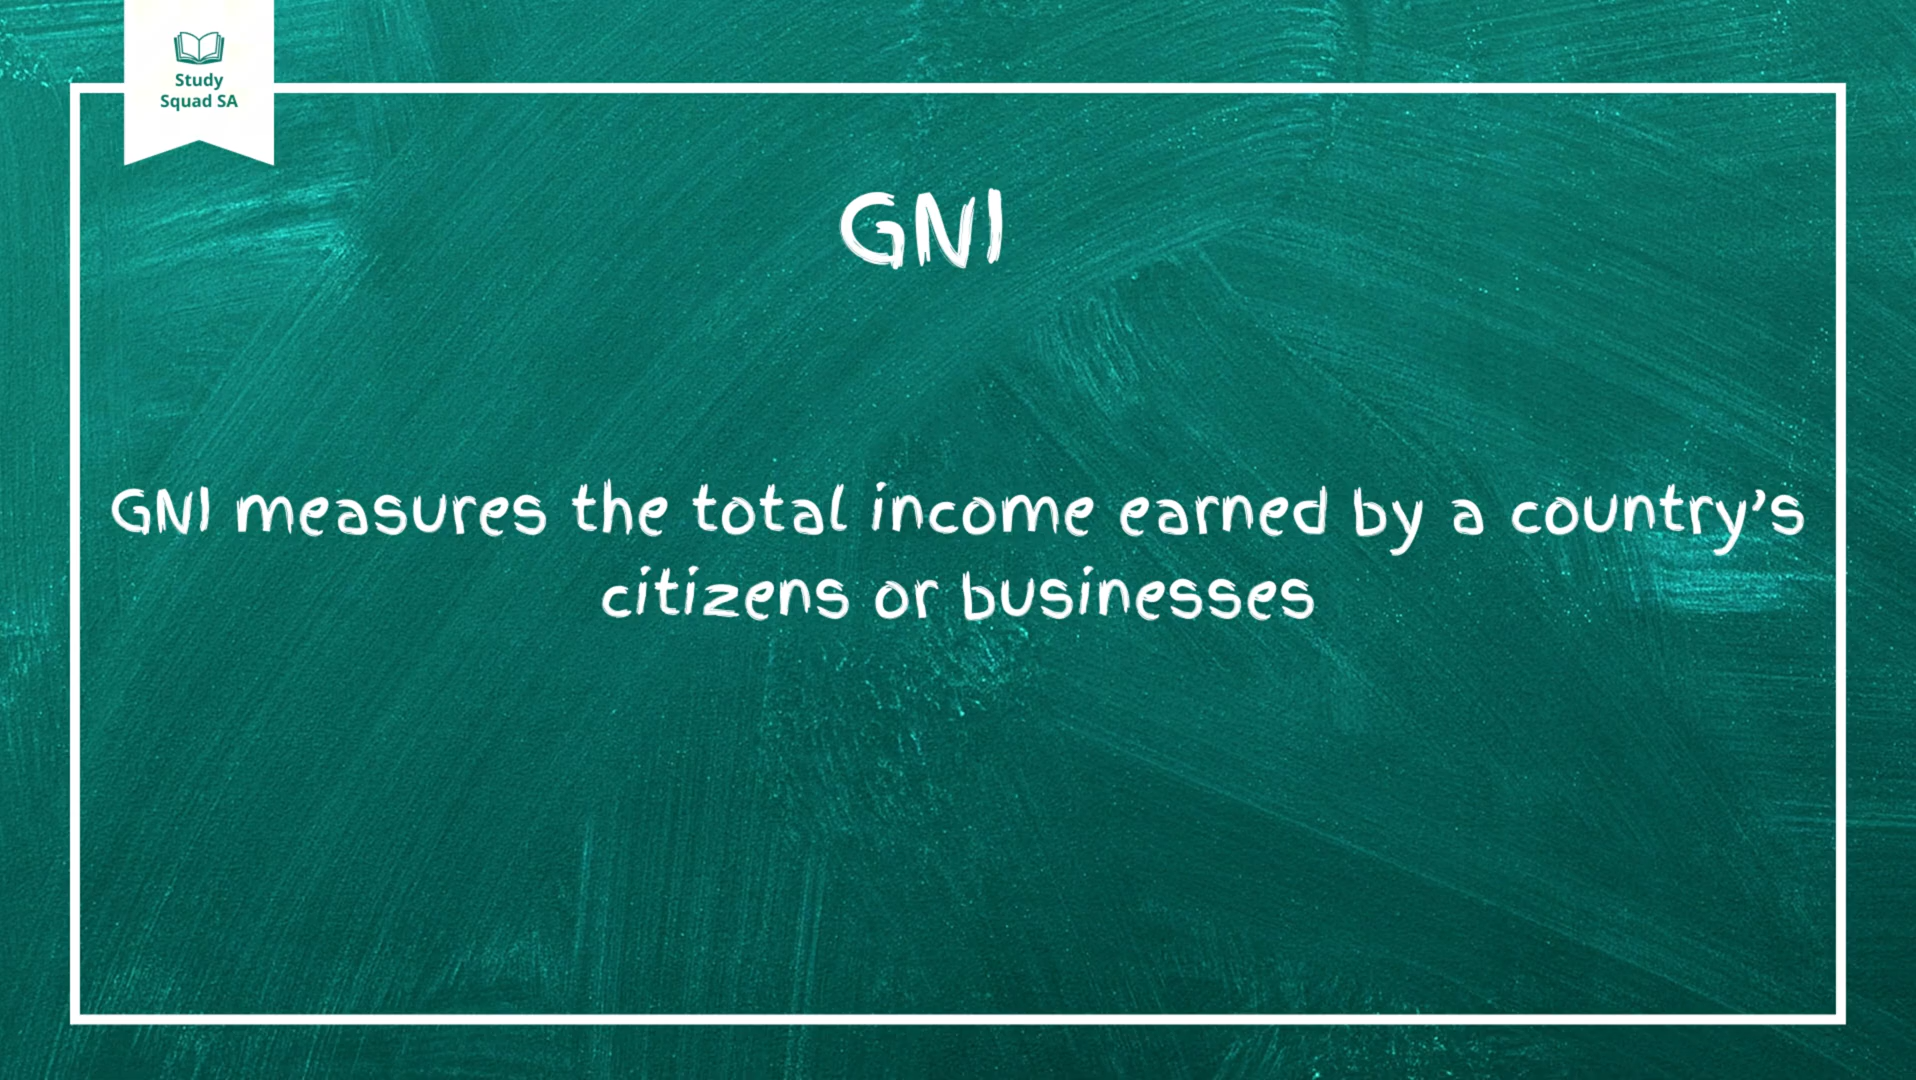 Study
Squad SA
GNI
GNI measures the total income earned by a country's
citizens or businesses